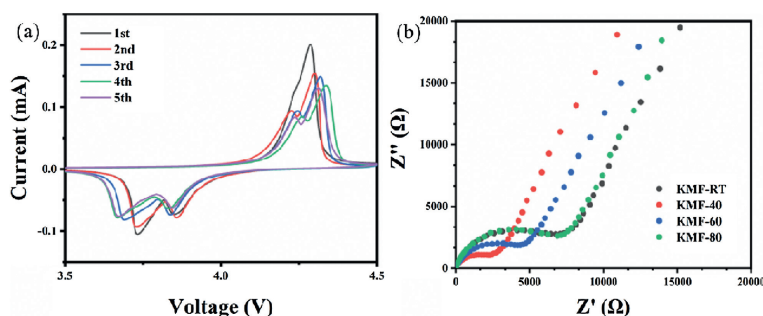 (a)
1st
2nd
3rd
4th
5th
0.2
0.1
0.0
-0.1
Current (mA)
3.5
4.0
4.5
Voltage (V)
(b)
20000
15000
10000
5000
0
Z'' (Ω)
KMF-RT
KMF-40
KMF-60
KMF-80
0
5000
10000
15000
20000
Z' (Ω)